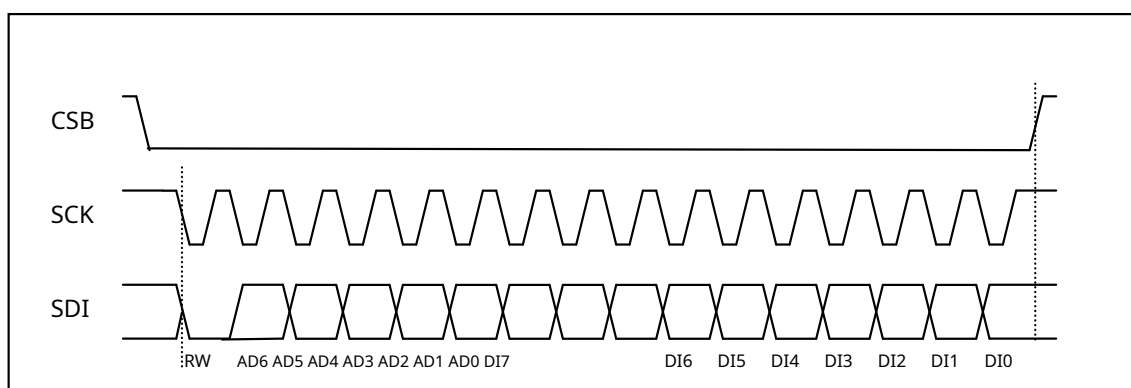 CSB
SCK
SDI
RW AD6 AD5 AD4 AD3 AD2 AD1 AD0 DI7 DI6 DI5 DI4 DI3 DI2 DI1 DI0